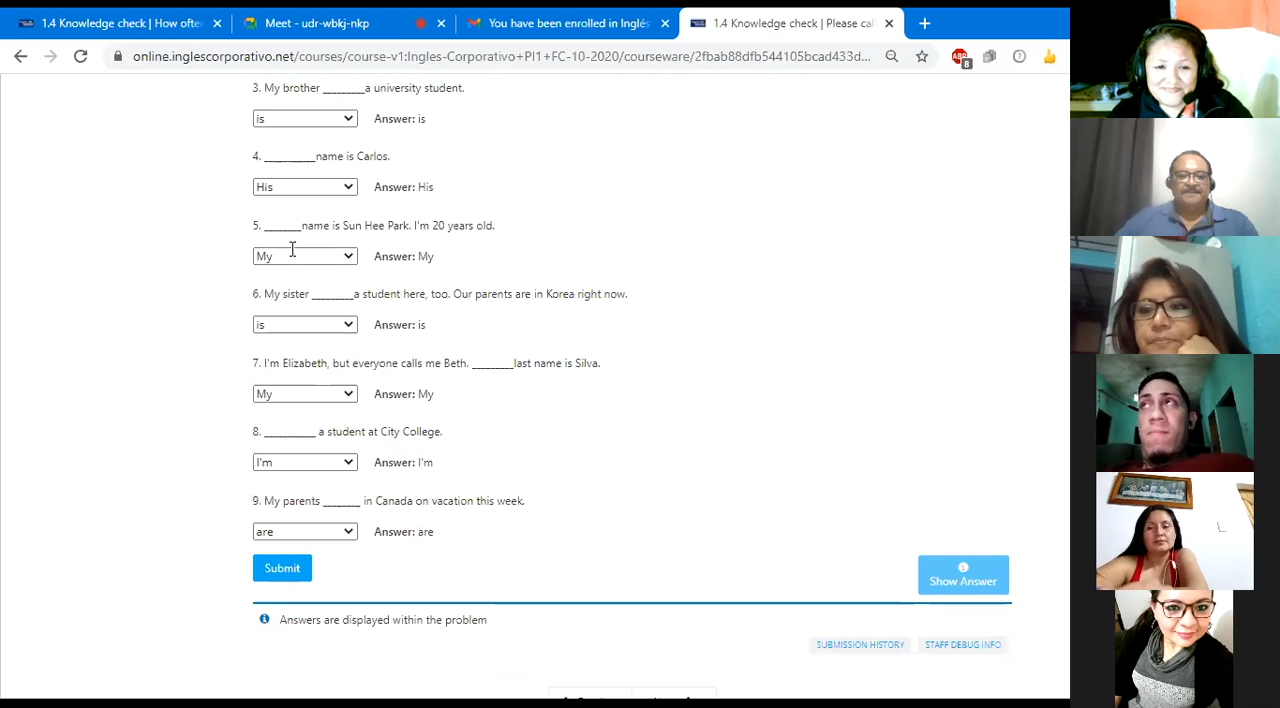 1.4 Knowledge check | How ofte
Meet - udr-wbkj-nkp
You have been enrolled in Inglés
1.4 Knowledge check | Please cal
online.inglescorporativo.net/courses/course-v1:Ingles-Corporativo+PI1+FC-10-2020/courseware/2fbab88dfb544105bcad433d...
ABP
8
3. My brother _________a university student.
is
Answer: is
4. __________name is Carlos.
His
Answer: His
5. _______name is Sun Hee Park. I'm 20 years old.
My
Answer: My
6. My sister ________a student here, too. Our parents are in Korea right now.
is
Answer: is
7. I'm Elizabeth, but everyone calls me Beth. ________last name is Silva.
My
Answer: My
8. __________ a student at City College.
I'm
Answer: I'm
9. My parents _______ in Canada on vacation this week.
are
Answer: are
Submit
Show Answer
Answers are displayed within the problem
SUBMISSION HISTORY
STAFF DEBUG INFO